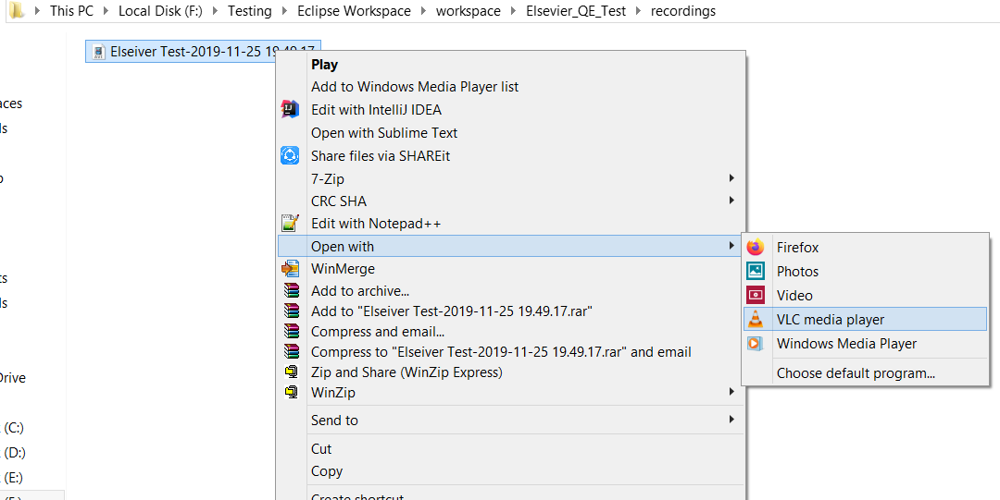 This PC Local Disk (F:) Testing Eclipse Workspace workspace Elsevier_QE_Test recordings
Elseiver Test-2019-11-25 19.49.17
Play
Add to Windows Media Player list
Edit with IntelliJ IDEA
Open with Sublime Text
Share files via SHAREit
7-Zip
CRC SHA
Edit with Notepad++
Open with
WinMerge
Add to archive...
Add to "Elseiver Test-2019-11-25 19.49.17.rar"
Compress and email...
Compress to "Elseiver Test-2019-11-25 19.49.17.rar" and email
Zip and Share (WinZip Express)
WinZip
Send to
Cut
Copy
Create shortcut
Firefox
Photos
Video
VLC media player
Windows Media Player
Choose default program...
aces
ls
ts
ls
Drive
(C:)
(D:)
(E:)